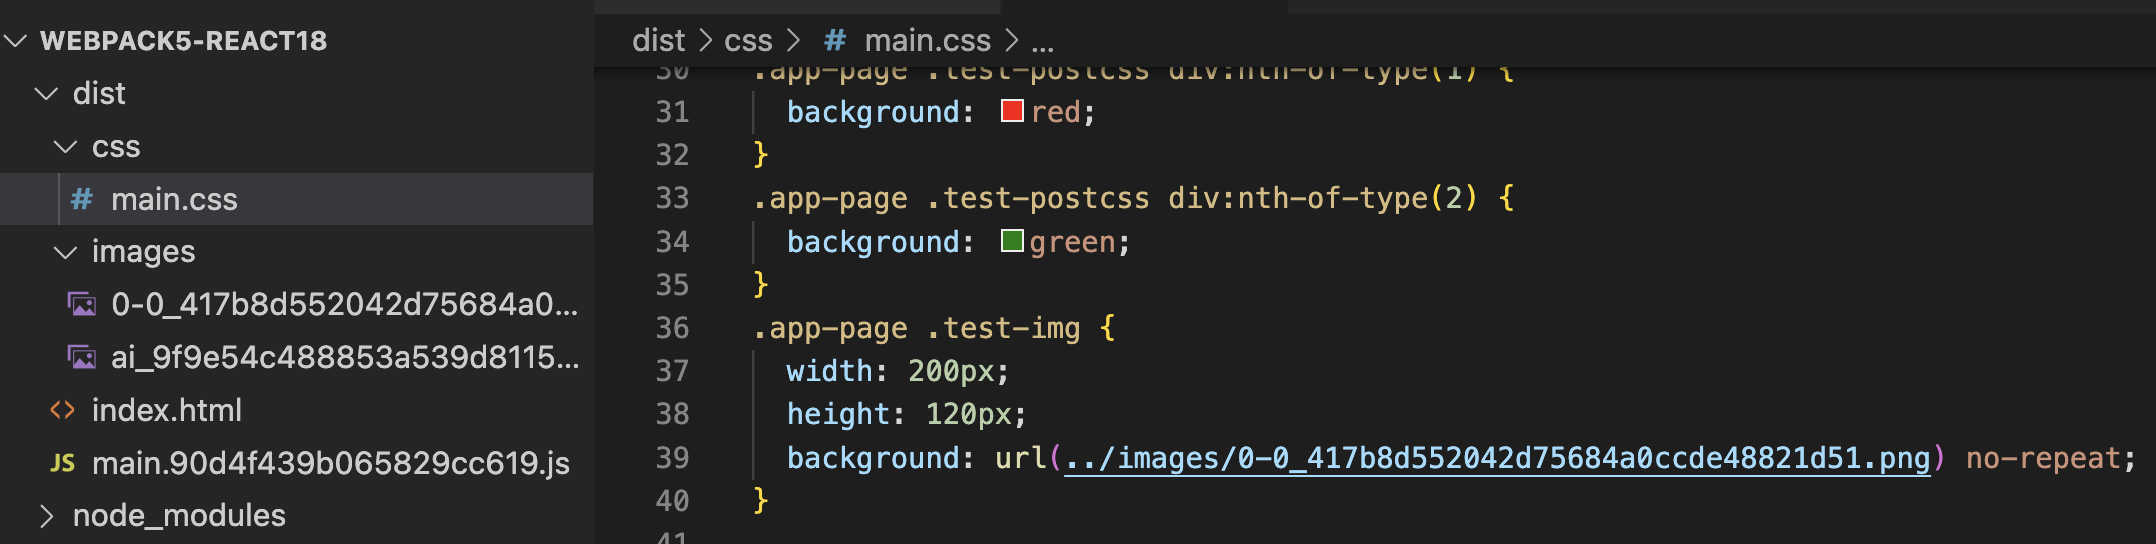 WEBPACK5-REACT18
dist
css
main.css
images
0-0_417b8d552042d75684a0...
ai_9f9e54c488853a539d8115...
index.html
JS main.90d4f439b065829cc619.js
node_modules
dist > css > # main.css > ...
30 .app-page .test-postcss div:nth-of-type(1) {
31 background: red;
32 }
33 .app-page .test-postcss div:nth-of-type(2) {
34 background: green;
35 }
36 .app-page .test-img {
37 width: 200px;
38 height: 120px;
39 background: url(../images/0-0_417b8d552042d75684a0ccde48821d51.png) no-repeat;
40 }
41